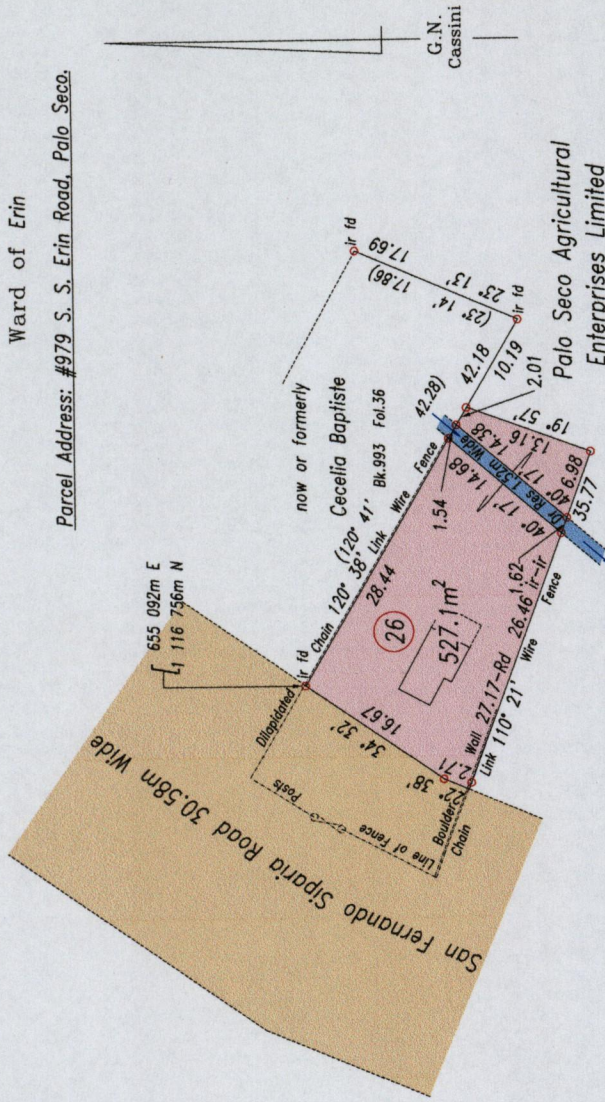 Ward of Erin
Parcel Address: #979 S. S. Erin Road, Palo Seco.
G.N.
Cassini
655 092m E
1 116 756m N
San Fernando Siparia Road 30.58m Wide
Dilapidated
Posts
Line of Fence
Boulder Wall
Chain Link Wire Fence
ir fd
Chain 120° 38' Link Wire Fence
(120° 41' 42.28)
28.44
now or formerly
Cecelia Baptiste
Bk.993 Fol.36
ir fd
17.69
(17.86)
23° 13'
(23° 14'
ir fd
42.18
10.19
2.01
1.54
34° 32'
16.67
22° 38'
2.71
26
527.1m²
14.68
40° 17'
Dr Res 1.52m Wide
40° 17' 14.38
13.16
19° 57'
6.98
35.77
1.62
ir-ir
26.46
27.17-Rd
110° 21'
Palo Seco Agricultural
Enterprises Limited